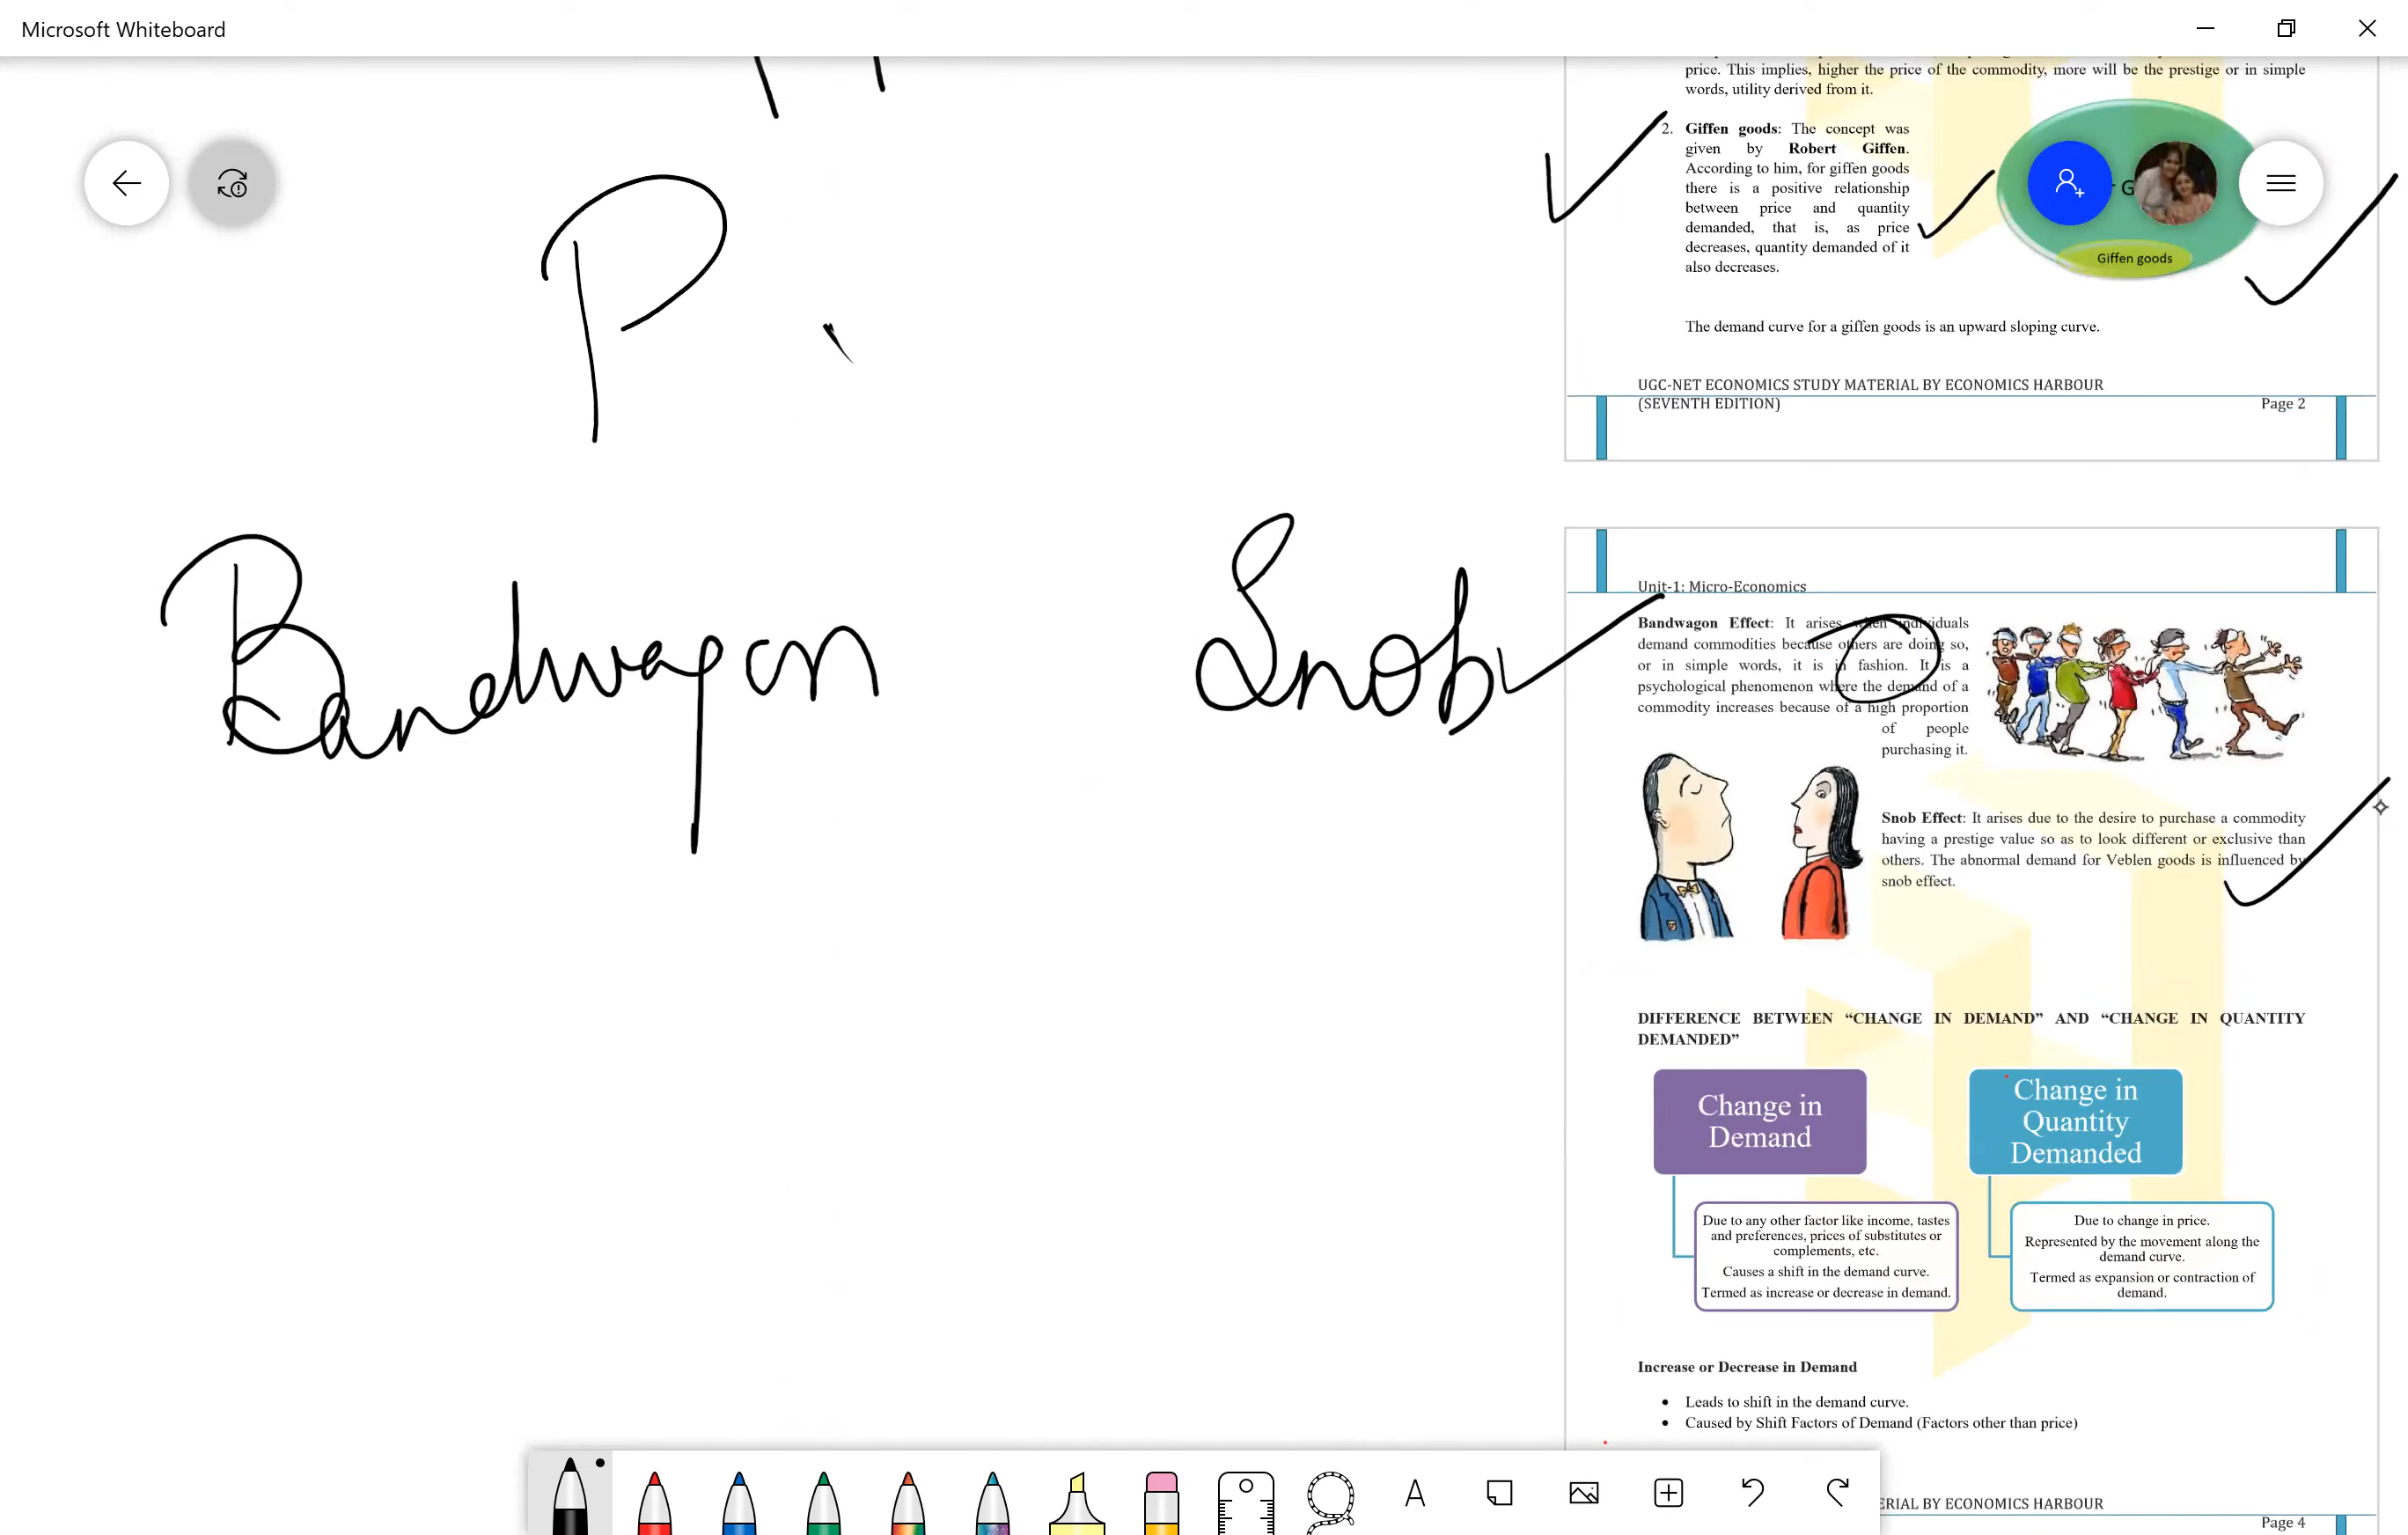 Microsoft Whiteboard
price. This implies, higher the price of the commodity, more will be the prestige or in simple
words, utility derived from it.
2. Giffen goods: The concept was
given by Robert Giffen.
According to him, for giffen goods
there is a positive relationship
between price and quantity
demanded, that is, as price
decreases, quantity demanded of it
also decreases.
G
Giffen goods
The demand curve for a giffen goods is an upward sloping curve.
UGC-NET ECONOMICS STUDY MATERIAL BY ECONOMICS HARBOUR
(SEVENTH EDITION)
Page 2
P
Bandwagon
Snob
Unit-1: Micro-Economics
Bandwagon Effect: It arises when individuals
demand commodities because others are doing so,
or in simple words, it is in fashion. It is a
psychological phenomenon where the demand of a
commodity increases because of a high proportion
of people
purchasing it.
Snob Effect: It arises due to the desire to purchase a commodity
having a prestige value so as to look different or exclusive than
others. The abnormal demand for Veblen goods is influenced by
snob effect.
DIFFERENCE BETWEEN “CHANGE IN DEMAND” AND “CHANGE IN QUANTITY
DEMANDED”
Change in
Demand
Due to any other factor like income, tastes
and preferences, prices of substitutes or
complements, etc.
Causes a shift in the demand curve.
Termed as increase or decrease in demand.
Change in
Quantity
Demanded
Due to change in price.
Represented by the movement along the
demand curve.
Termed as expansion or contraction of
demand.
Increase or Decrease in Demand
• Leads to shift in the demand curve.
• Caused by Shift Factors of Demand (Factors other than price)
ERIAL BY ECONOMICS HARBOUR
Page 4